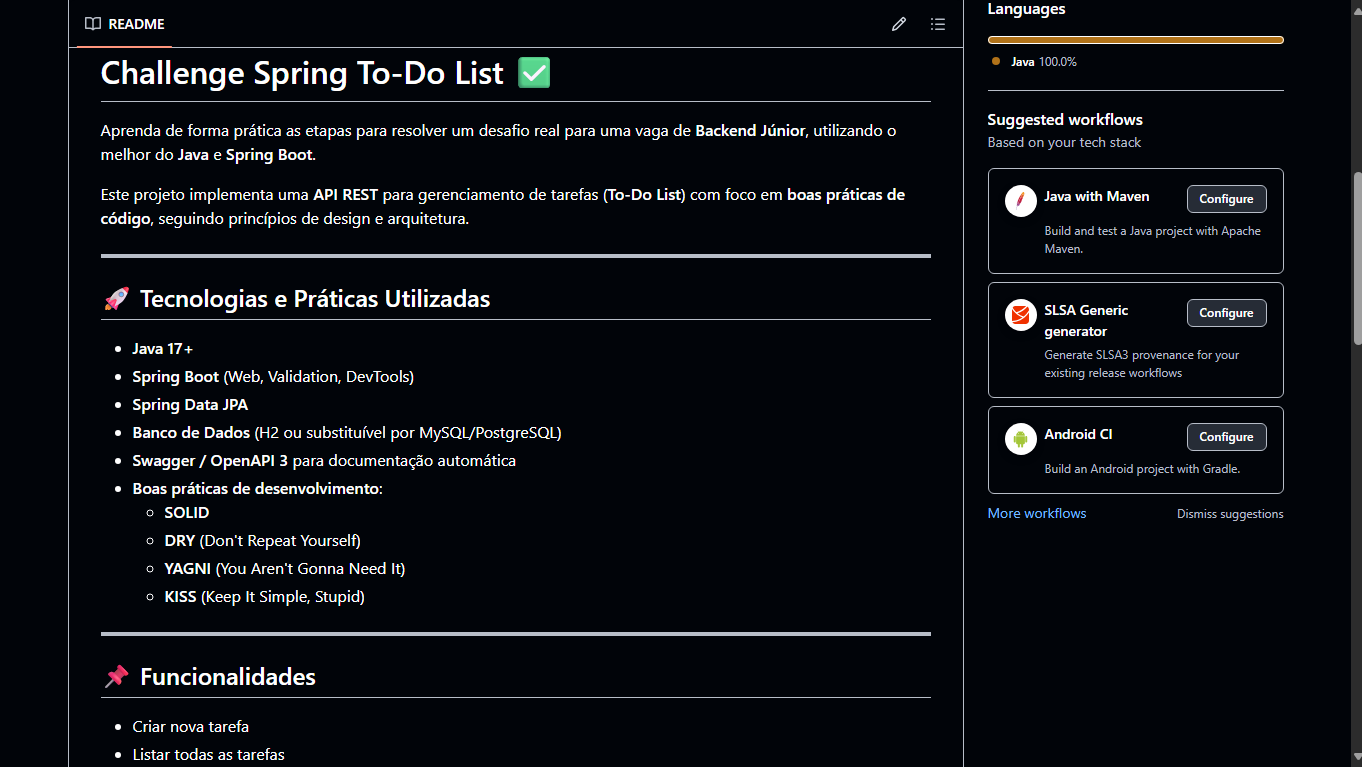 README
Challenge Spring To-Do List ✅
Aprenda de forma prática as etapas para resolver um desafio real para uma vaga de Backend Júnior, utilizando o
melhor do Java e Spring Boot.
Este projeto implementa uma API REST para gerenciamento de tarefas (To-Do List) com foco em boas práticas de
código, seguindo princípios de design e arquitetura.
🚀 Tecnologias e Práticas Utilizadas
Java 17+
Spring Boot (Web, Validation, DevTools)
Spring Data JPA
Banco de Dados (H2 ou substituível por MySQL/PostgreSQL)
Swagger / OpenAPI 3 para documentação automática
Boas práticas de desenvolvimento:
SOLID
DRY (Don't Repeat Yourself)
YAGNI (You Aren't Gonna Need It)
KISS (Keep It Simple, Stupid)
📌 Funcionalidades
Criar nova tarefa
Listar todas as tarefas
Languages
Java 100.0%
Suggested workflows
Based on your tech stack
Java with Maven
Configure
Build and test a Java project with Apache
Maven.
SLSA Generic
generator
Configure
Generate SLSA3 provenance for your
existing release workflows
Android CI
Configure
Build an Android project with Gradle.
More workflows
Dismiss suggestions